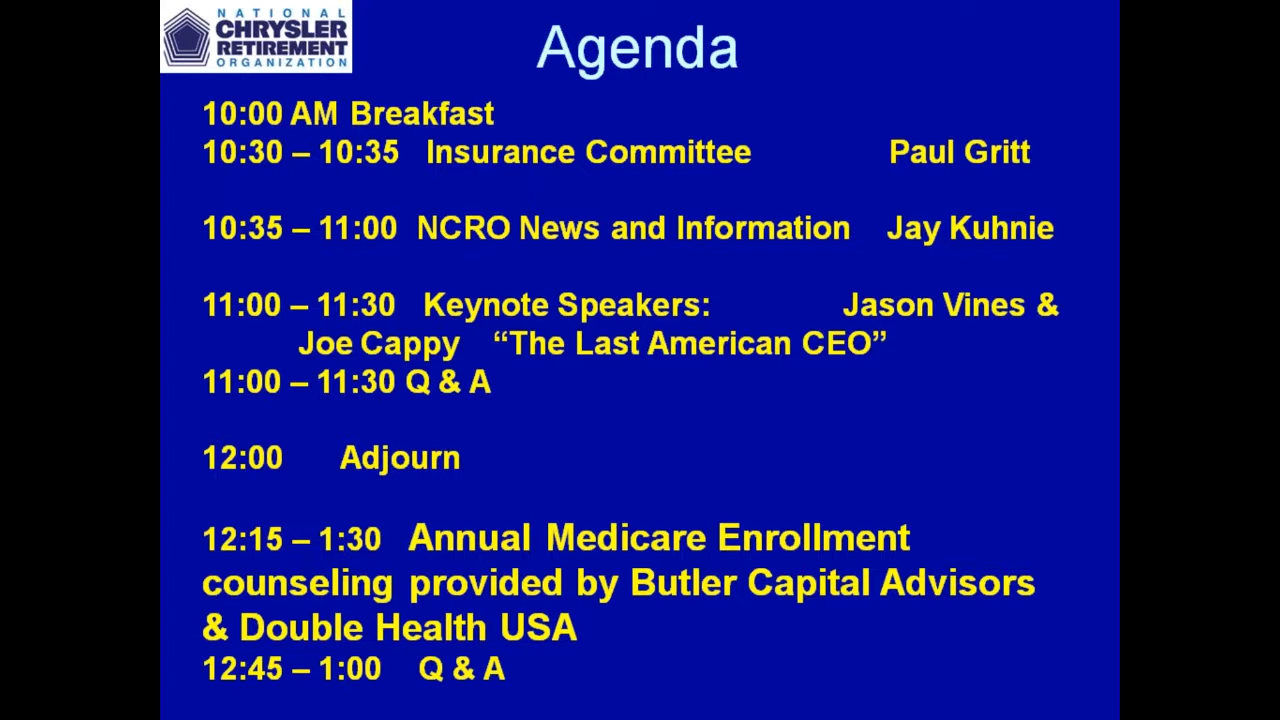 NATIONAL
CHRYSLER
RETIREMENT
ORGANIZATION
Agenda
10:00 AM Breakfast
10:30 – 10:35 Insurance Committee Paul Gritt
10:35 – 11:00 NCRO News and Information Jay Kuhnie
11:00 – 11:30 Keynote Speakers: Jason Vines &
Joe Cappy “The Last American CEO”
11:00 – 11:30 Q & A
12:00 Adjourn
12:15 – 1:30 Annual Medicare Enrollment
counseling provided by Butler Capital Advisors
& Double Health USA
12:45 – 1:00 Q & A